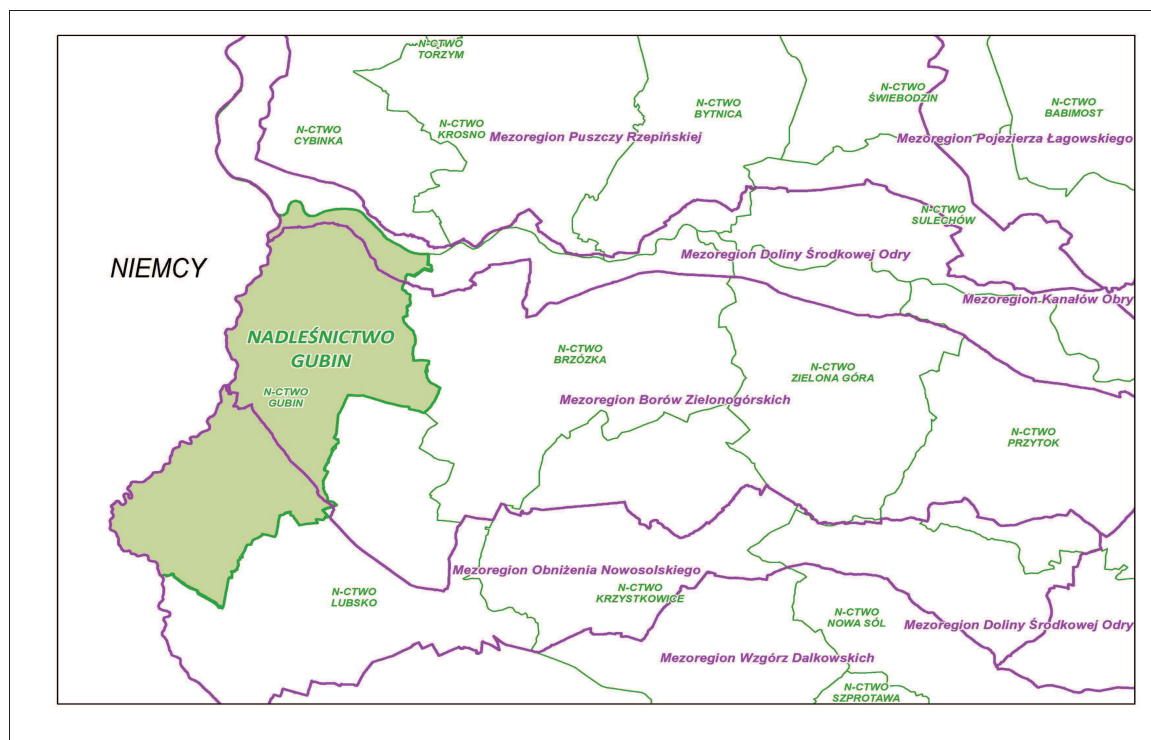 N-CTWO
TORZYM
N-CTWO
CYBINKA
N-CTWO
KROSNO
N-CTWO
BYTNICA
N-CTWO
ŚWIEBODZIN
N-CTWO
BABIMOST
Mezoregion Puszczy Rzepińskiej
Mezoregion Pojezierza Łagowskiego
N-CTWO
SULECHÓW
NIEMCY
Mezoregion Doliny Środkowej Odry
Mezoregion Kanałów Obry
NADLEŚNICTWO
GUBIN
N-CTWO
GUBIN
N-CTWO
BRZÓZKA
N-CTWO
ZIELONA GÓRA
Mezoregion Borów Zielonogórskich
N-CTWO
PRZYTOK
Mezoregion Obniżenia Nowosolskiego
N-CTWO
LUBSKO
N-CTWO
KRZYSTKOWICE
N-CTWO
NOWA SÓL
Mezoregion Doliny Środkowej Odry
Mezoregion Wzgórz Dalkowskich
N-CTWO
SZPROTAWA